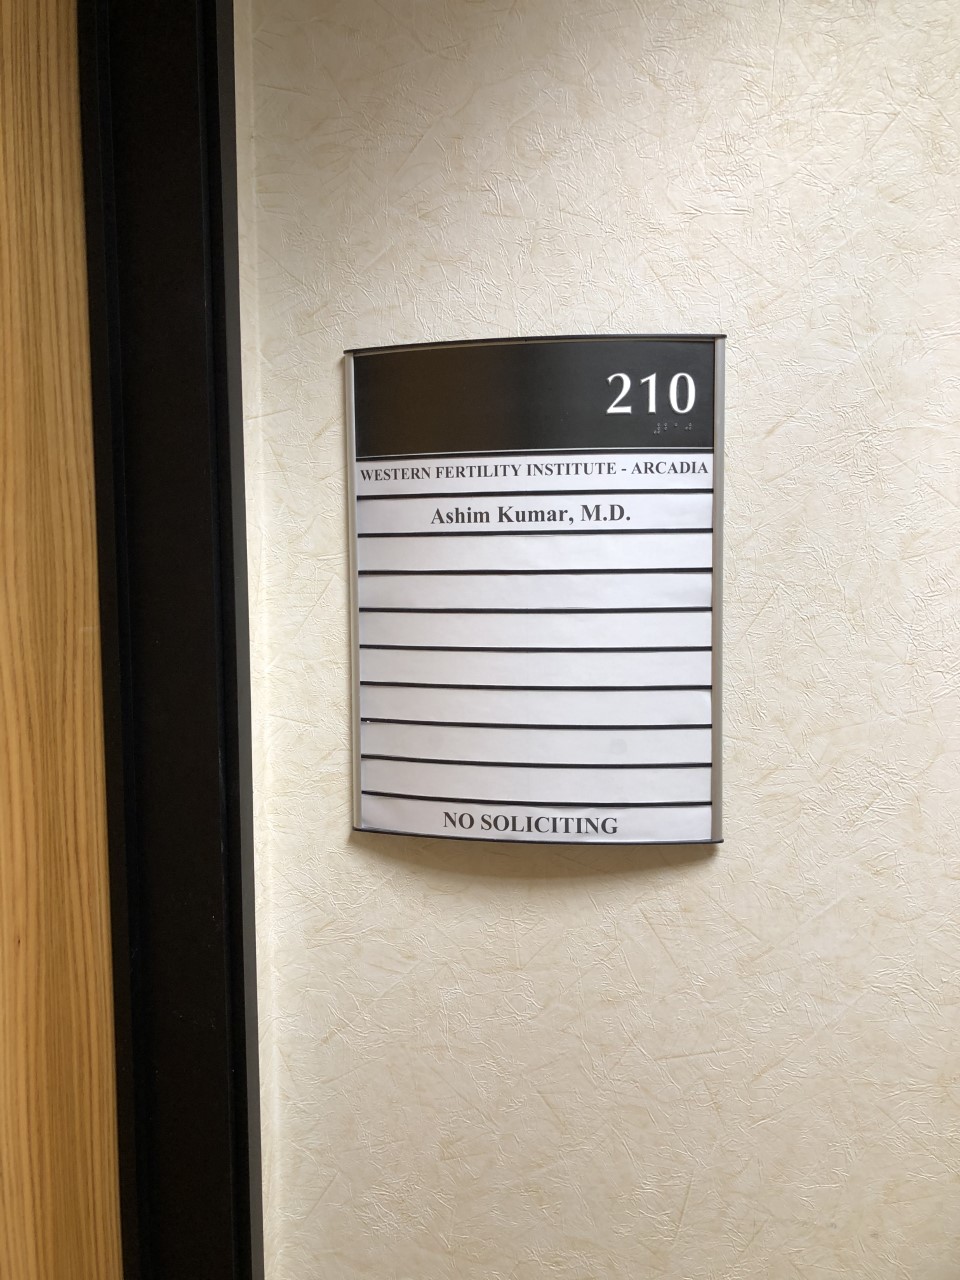 210
WESTERN FERTILITY INSTITUTE - ARCADIA
Ashim Kumar, M.D.
NO SOLICITING